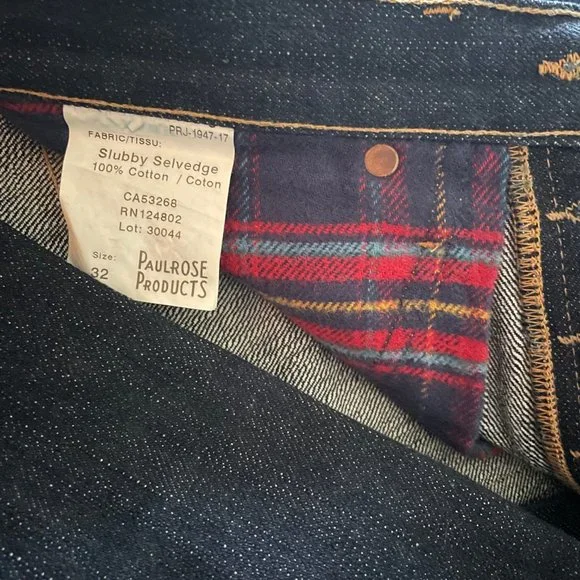 PRJ-1947-17
FABRIC/TISSU:
Slubby Selvedge
100% Cotton / Coton
CA53268
RN124802
Lot: 30044
Size:
32
PAULROSE
PRODUCTS